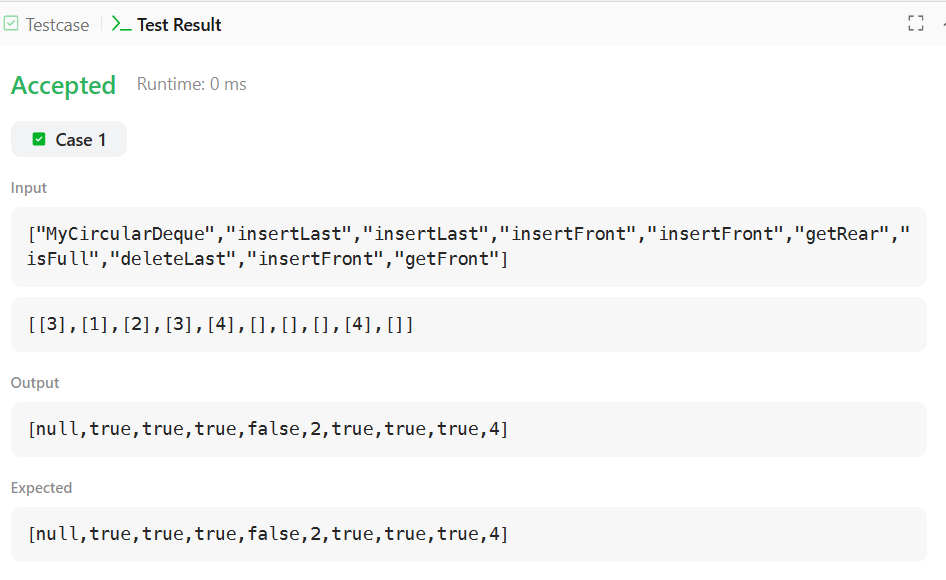 Testcase
Test Result
Accepted
Runtime: 0 ms
Case 1
Input
["MyCircularDeque","insertLast","insertLast","insertFront","insertFront","getRear","
isFull","deleteLast","insertFront","getFront"]
[[3],[1],[2],[3],[4],[],[],[],[4],[]]
Output
[null,true,true,true,false,2,true,true,true,4]
Expected
[null,true,true,true,false,2,true,true,true,4]